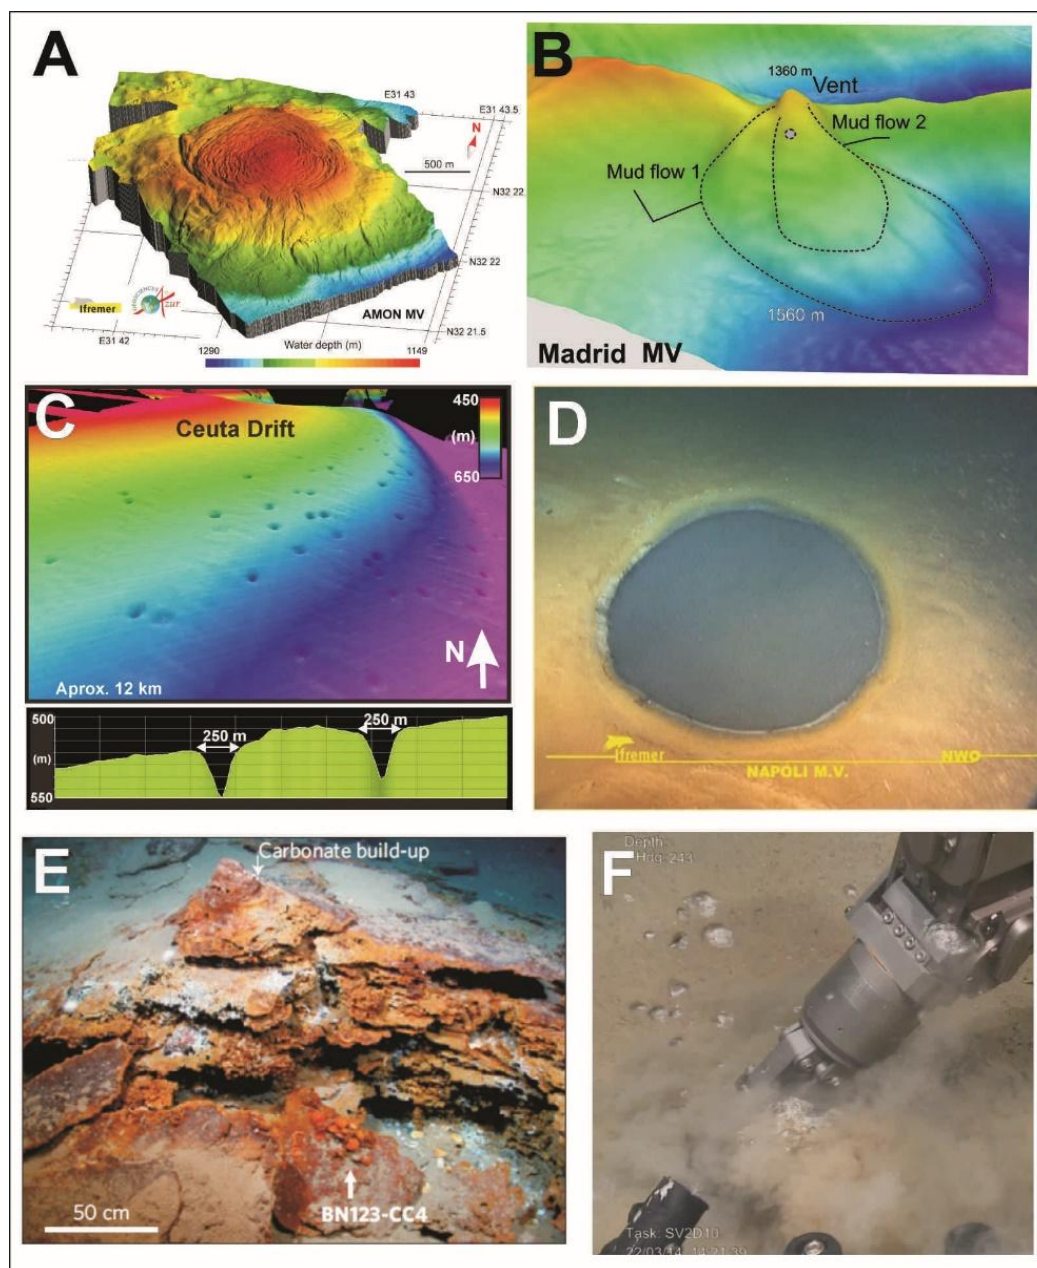 A
E31 43
E31 43.5
N
500 m
N32 22
N32 22
N32 21.5
Ifremer
zur
AMON MV
E31 42
Water depth (m)
1290
1149
B
1360 m
Vent
Mud flow 2
Mud flow 1
1560 m
Madrid MV
C
Ceuta Drift
450
(m)
650
N
Aprox. 12 km
500
250 m
250 m
(m)
550
D
Ifremer
NWO
NAPOLI M.V.
E
Carbonate build-up
BN123-CC4
50 cm
F
Depth:
Hdg: 243
Task: SV2D10
22/03/14 14:21:39